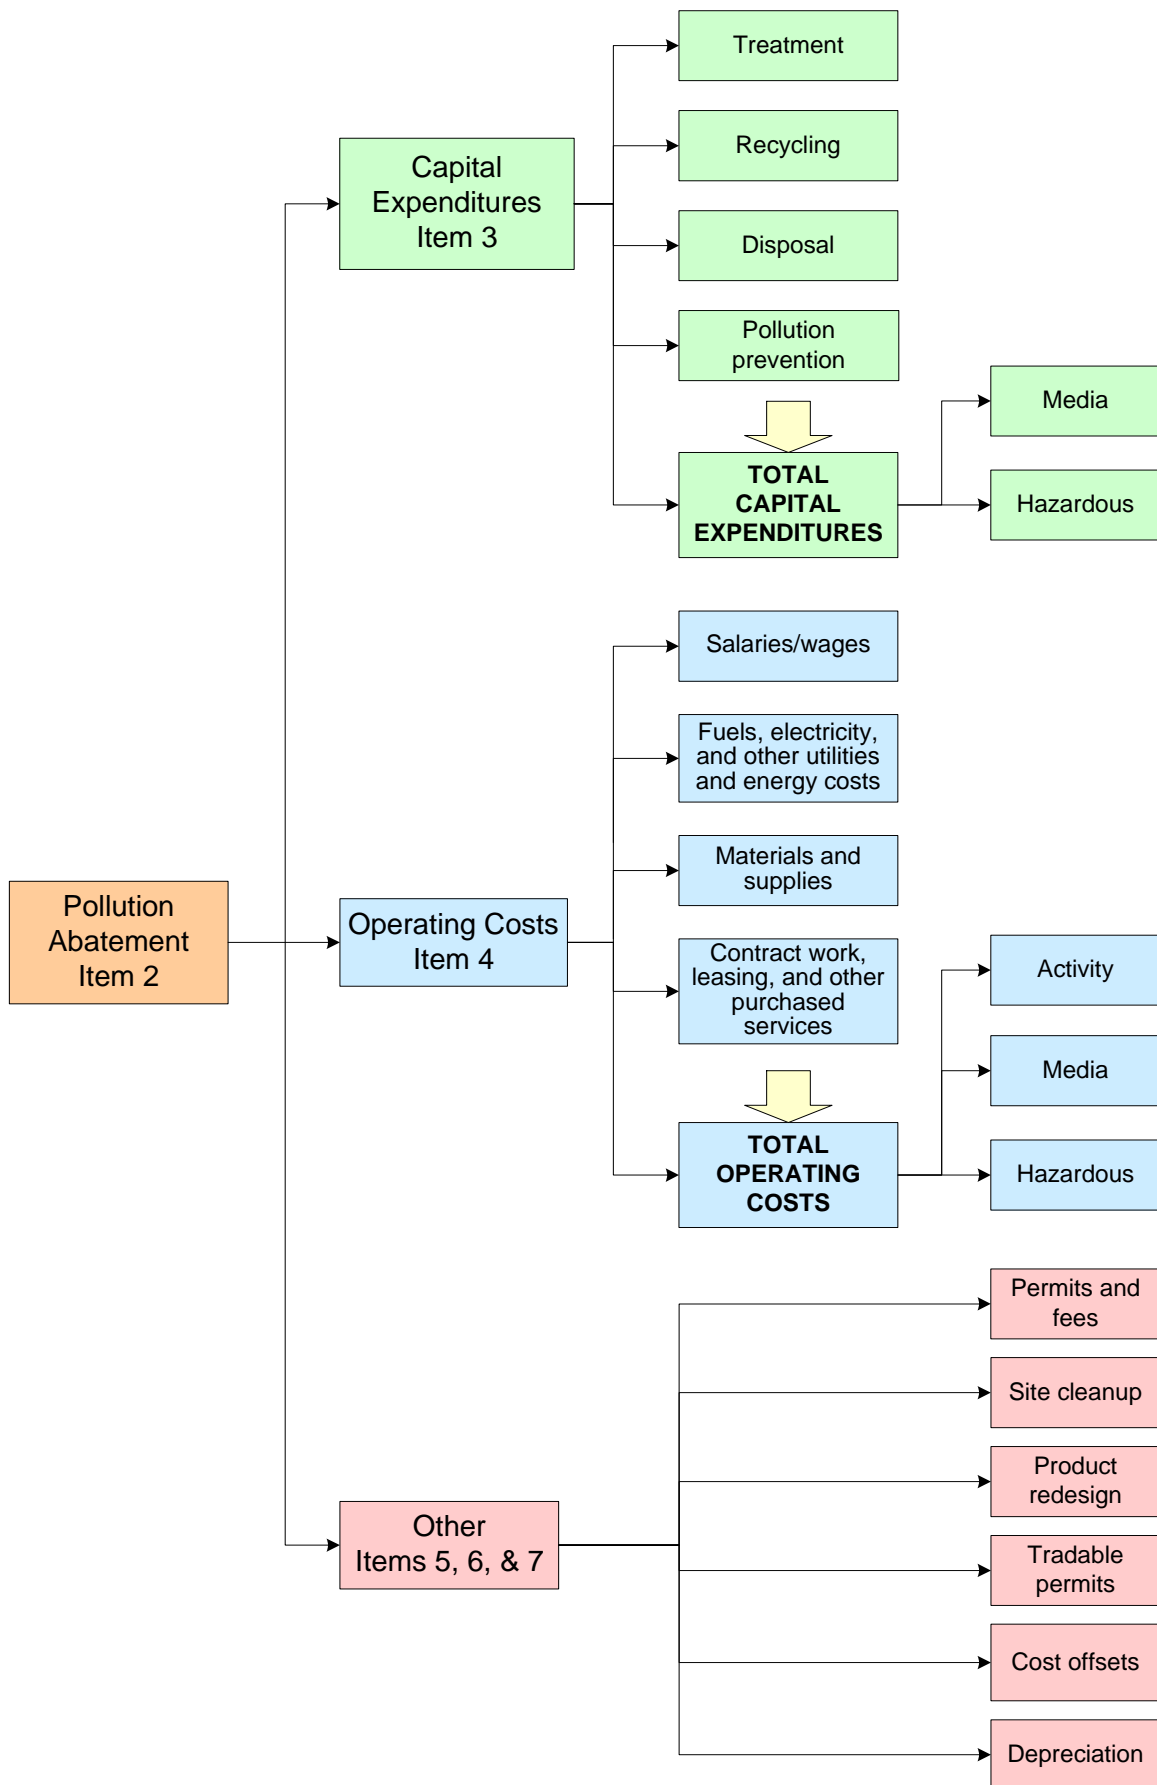 Treatment
Recycling
Capital
Expenditures
Item 3
Disposal
Pollution
prevention
Media
TOTAL
CAPITAL
EXPENDITURES
Hazardous
Salaries/wages
Fuels, electricity,
and other utilities
and energy costs
Materials and
supplies
Pollution
Abatement
Item 2
Operating Costs
Item 4
Contract work,
leasing, and other
purchased
services
Activity
Media
TOTAL
OPERATING
COSTS
Hazardous
Permits and
fees
Site cleanup
Product
redesign
Other
Items 5, 6, & 7
Tradable
permits
Cost offsets
Depreciation